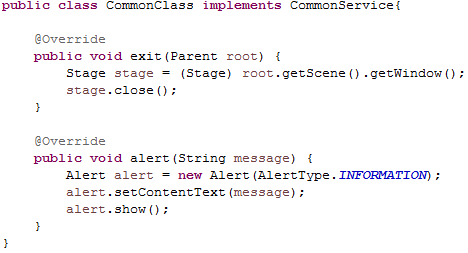 public class CommonClass implements CommonService{
@Override
public void exit(Parent root) {
Stage stage = (Stage) root.getScene().getWindow();
stage.close();
}
@Override
public void alert(String message) {
Alert alert = new Alert(AlertType.INFORMATION);
alert.setContentText(message);
alert.show();
}
}